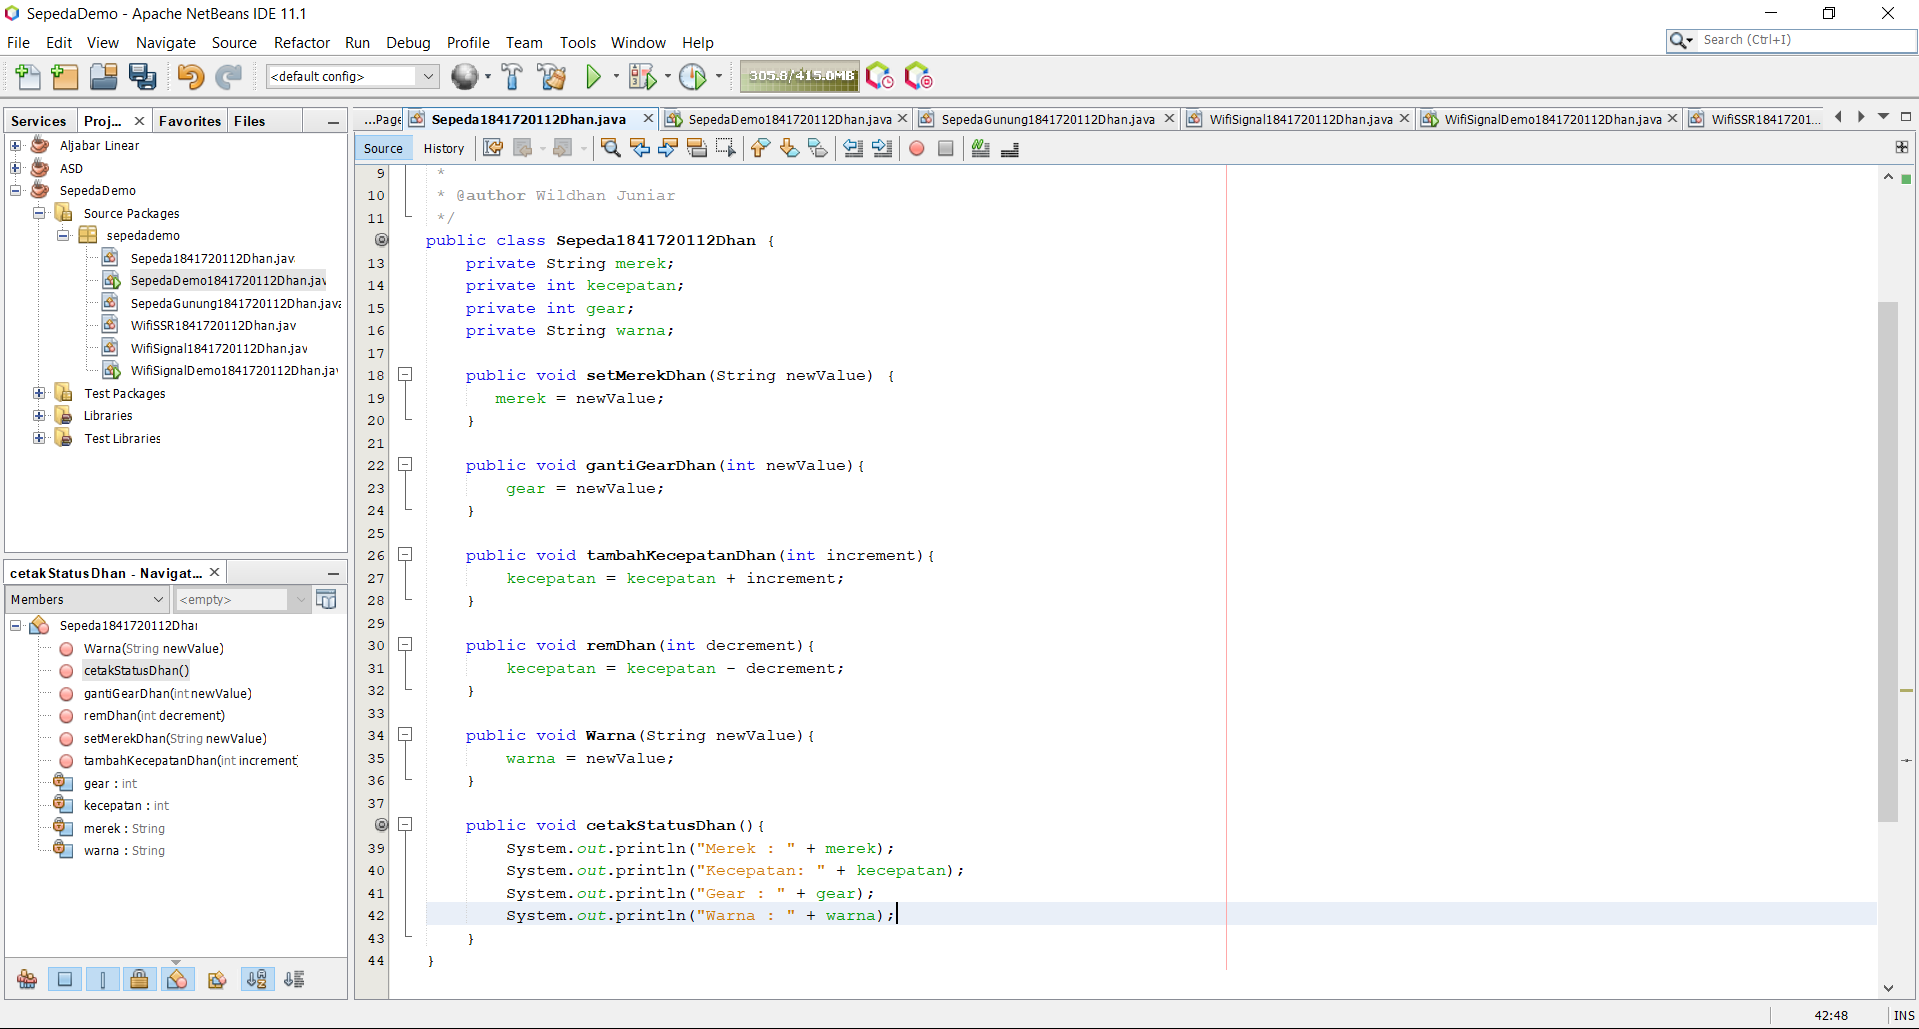 SepedaDemo - Apache NetBeans IDE 11.1
File Edit View Navigate Source Refactor Run Debug Profile Team Tools Window Help
Search (Ctrl+I)
<default config>
305.8/415.0MB
Services Proj... Favorites Files
Aljabar Linear
ASD
SepedaDemo
Source Packages
sepedademo
Sepeda1841720112Dhan.jav
SepedaDemo1841720112Dhan.jav
SepedaGunung1841720112Dhan.java
WifiSSR1841720112Dhan.jav
WifiSignal1841720112Dhan.jav
WifiSignalDemo1841720112Dhan.jav
Test Packages
Libraries
Test Libraries
cetakStatusDhan - Navigat...
Members <empty>
Sepeda1841720112Dhan
Warna(String newValue)
cetakStatusDhan()
gantiGearDhan(int newValue)
remDhan(int decrement)
setMerekDhan(String newValue)
tambahKecepatanDhan(int increment)
gear : int
kecepatan : int
merek : String
warna : String
...Page Sepeda1841720112Dhan.java SepedaDemo1841720112Dhan.java SepedaGunung1841720112Dhan.java WifiSignal1841720112Dhan.java WifiSignalDemo1841720112Dhan.java WifiSSR18417201...
Source History
9 *
10 * @author Wildhan Juniar
11 */
public class Sepeda1841720112Dhan {
13 private String merek;
14 private int kecepatan;
15 private int gear;
16 private String warna;
17
18 public void setMerekDhan(String newValue) {
19 merek = newValue;
20 }
21
22 public void gantiGearDhan(int newValue){
23 gear = newValue;
24 }
25
26 public void tambahKecepatanDhan(int increment){
27 kecepatan = kecepatan + increment;
28 }
29
30 public void remDhan(int decrement){
31 kecepatan = kecepatan - decrement;
32 }
33
34 public void Warna(String newValue){
35 warna = newValue;
36 }
37
public void cetakStatusDhan(){
39 System.out.println("Merek : " + merek);
40 System.out.println("Kecepatan: " + kecepatan);
41 System.out.println("Gear : " + gear);
42 System.out.println("Warna : " + warna);
43 }
44 }
42:48 INS